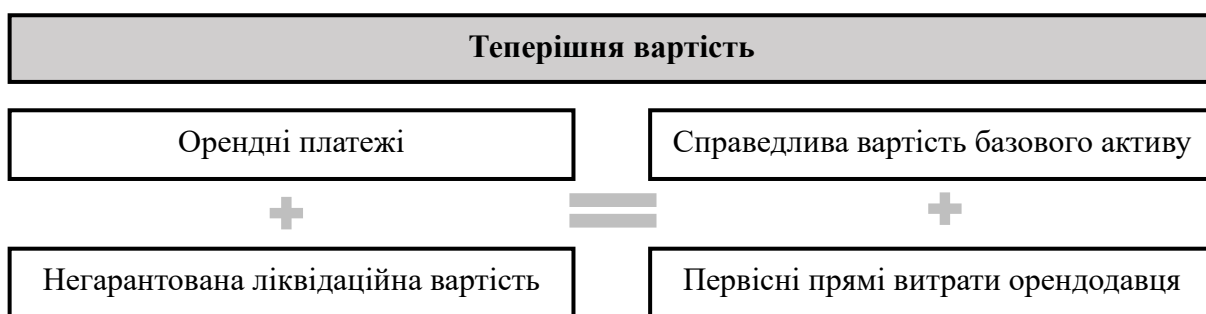 Теперішня вартість
Орендні платежі
Справедлива вартість базового активу
+
=
+
Негарантована ліквідаційна вартість
Первісні прямі витрати орендодавця